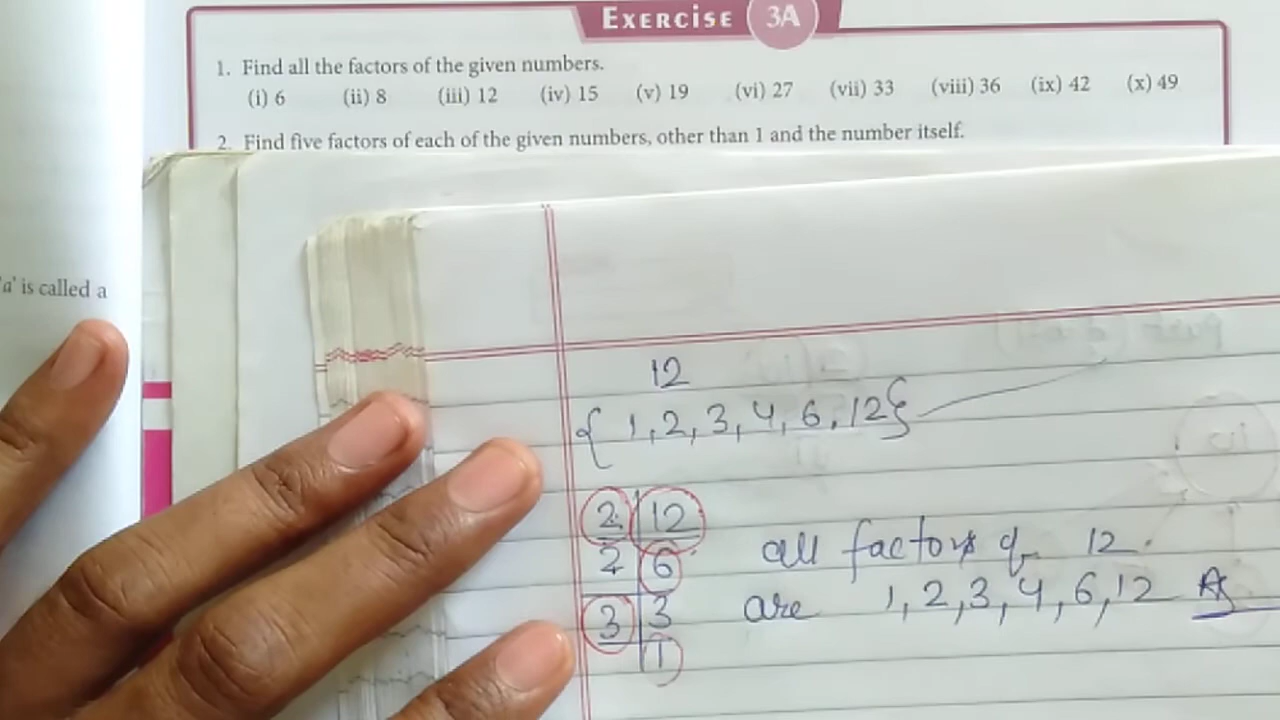 EXERCISE 3A
1. Find all the factors of the given numbers.
(i) 6 (ii) 8 (iii) 12 (iv) 15 (v) 19 (vi) 27 (vii) 33 (viii) 36 (ix) 42 (x) 49
2. Find five factors of each of the given numbers, other than 1 and the number itself.
'a' is called a
12
{ 1, 2, 3, 4, 6, 12 }
2 12
2 6
3 3
1
all factors of 12.
are 1, 2, 3, 4, 6, 12